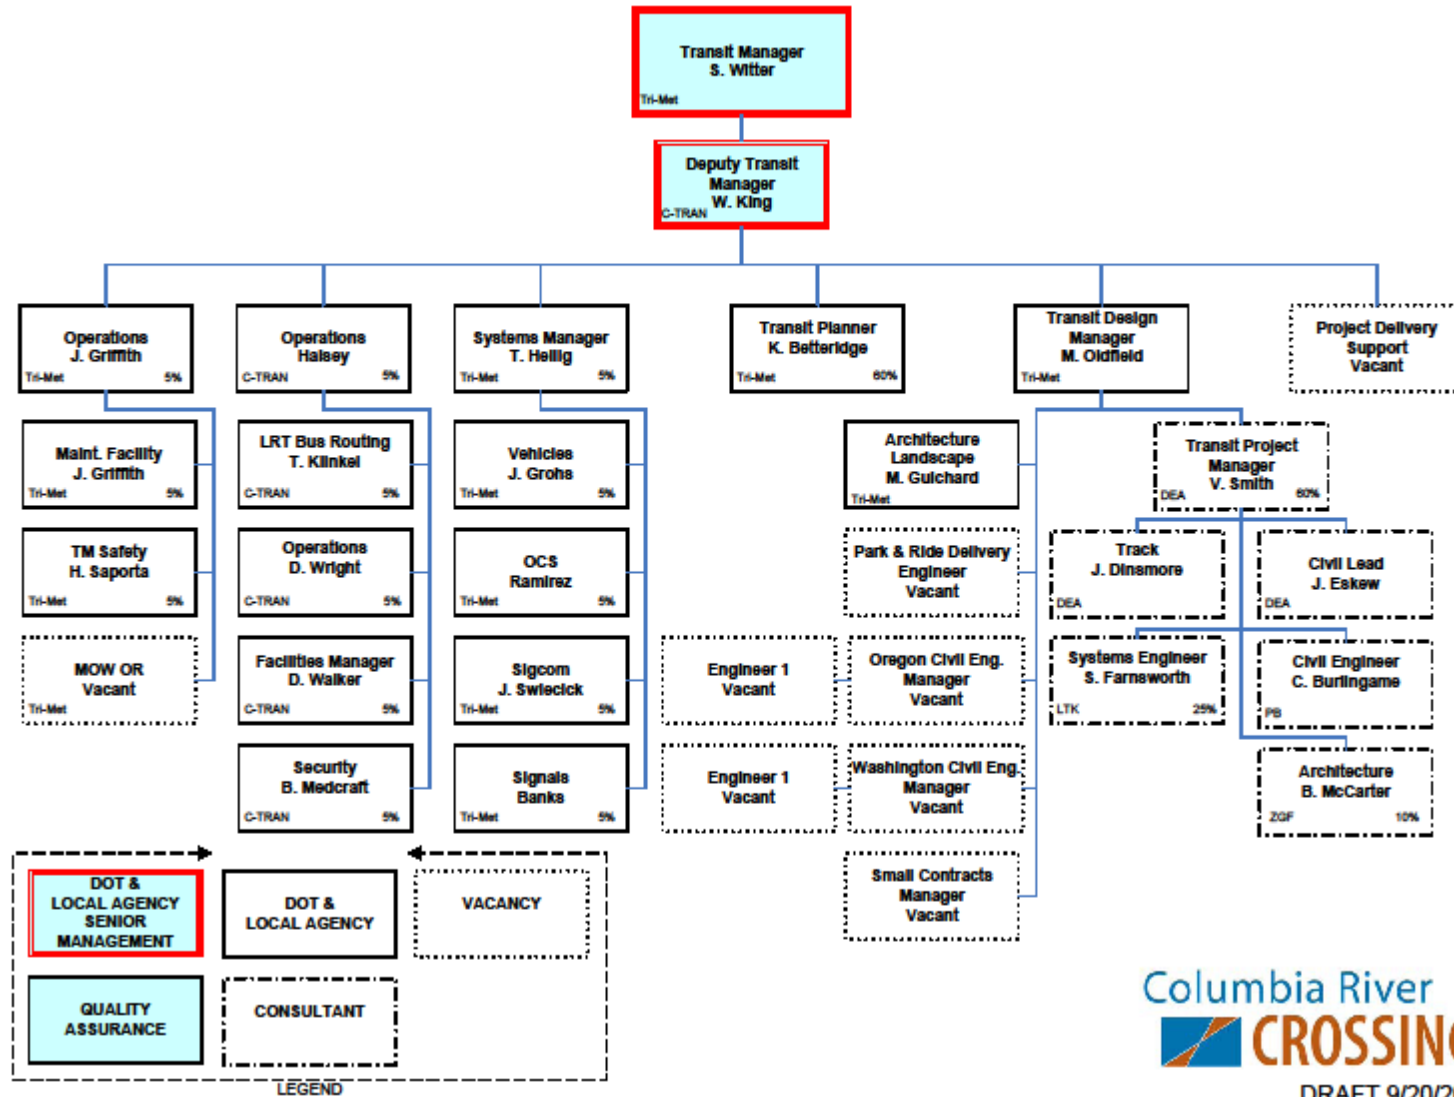 Transit Manager
S. Witter
Tri-Met
Deputy Transit
Manager
W. King
C-TRAN
Operations
J. Griffith
Tri-Met 5%
Operations
Halsey
C-TRAN 5%
Systems Manager
T. Heilig
Tri-Met 5%
Transit Planner
K. Betteridge
Tri-Met 60%
Transit Design
Manager
M. Oldfield
Tri-Met
Project Delivery
Support
Vacant
Maint. Facility
J. Griffith
Tri-Met 5%
LRT Bus Routing
T. Klinkel
C-TRAN 5%
Vehicles
J. Grohs
Tri-Met 5%
Architecture
Landscape
M. Guichard
Tri-Met
Transit Project
Manager
V. Smith
DEA 60%
TM Safety
H. Saporta
Tri-Met 5%
Operations
D. Wright
C-TRAN 5%
OCS
Ramirez
Tri-Met 5%
Park & Ride Delivery
Engineer
Vacant
Track
J. Dinsmore
DEA
Civil Lead
J. Eskew
DEA
MOW OR
Vacant
Tri-Met
Facilities Manager
D. Walker
C-TRAN 5%
Sigcom
J. Swiecick
Tri-Met 5%
Engineer 1
Vacant
Oregon Civil Eng.
Manager
Vacant
Systems Engineer
S. Farnsworth
LTK 25%
Civil Engineer
C. Burlingame
PB
Security
B. Medcraft
C-TRAN 5%
Signals
Banks
Tri-Met 5%
Engineer 1
Vacant
Washington Civil Eng.
Manager
Vacant
Architecture
B. McCarter
ZGF 10%
Small Contracts
Manager
Vacant
DOT &
LOCAL AGENCY
SENIOR
MANAGEMENT
DOT &
LOCAL AGENCY
VACANCY
QUALITY
ASSURANCE
CONSULTANT
LEGEND
Columbia River
CROSSING
DRAFT 9/20/20